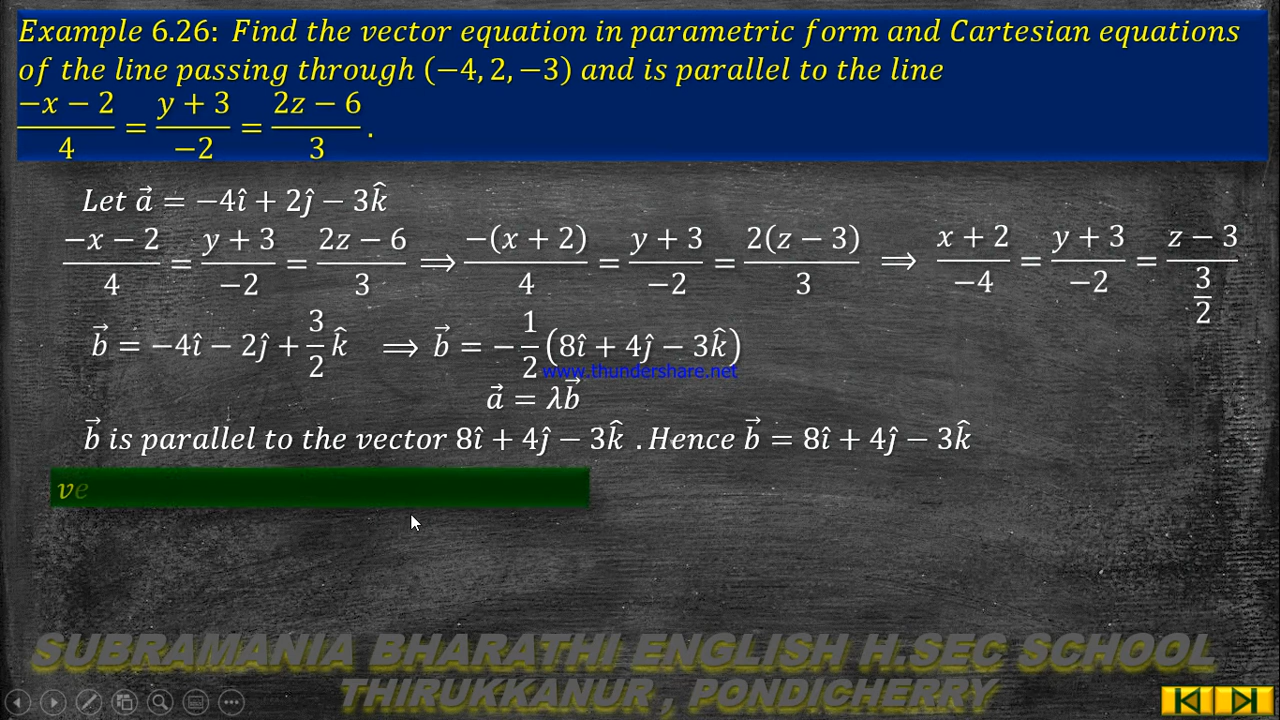 Example 6.26: Find the vector equation in parametric form and Cartesian equations
of the line passing through (−4, 2, −3) and is parallel to the line
(−x − 2)/4 = (y + 3)/−2 = (2z − 6)/3 .
Let a⃗ = −4î + 2ĵ − 3k̂
(−x − 2)/4 = (y + 3)/−2 = (2z − 6)/3 ⟹ −(x + 2)/4 = (y + 3)/−2 = 2(z − 3)/3 ⟹ (x + 2)/−4 = (y + 3)/−2 = (z − 3)/(3/2)
b⃗ = −4î − 2ĵ + 3/2 k̂ ⟹ b⃗ = −1/2 (8î + 4ĵ − 3k̂)
www.thundershare.net
a⃗ = λb⃗
b⃗ is parallel to the vector 8î + 4ĵ − 3k̂ . Hence b⃗ = 8î + 4ĵ − 3k̂
ve
SUBRAMANIA BHARATHI ENGLISH H.SEC SCHOOL
THIRUKKANUR , PONDICHERRY